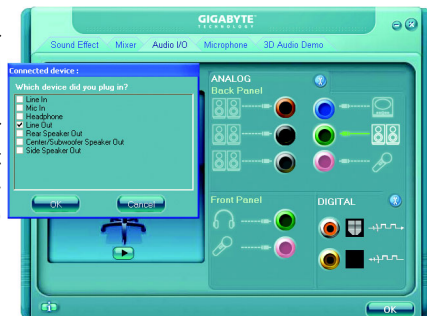 GIGABYTE
TECHNOLOGY
Sound Effect Mixer Audio I/O Microphone 3D Audio Demo
Connected device :
Which device did you plug in?
Line In
Mic In
Headphone
Line Out
Rear Speaker Out
Center/Subwoofer Speaker Out
Side Speaker Out
OK Cancel
ANALOG
Back Panel
Front Panel
DIGITAL
OK